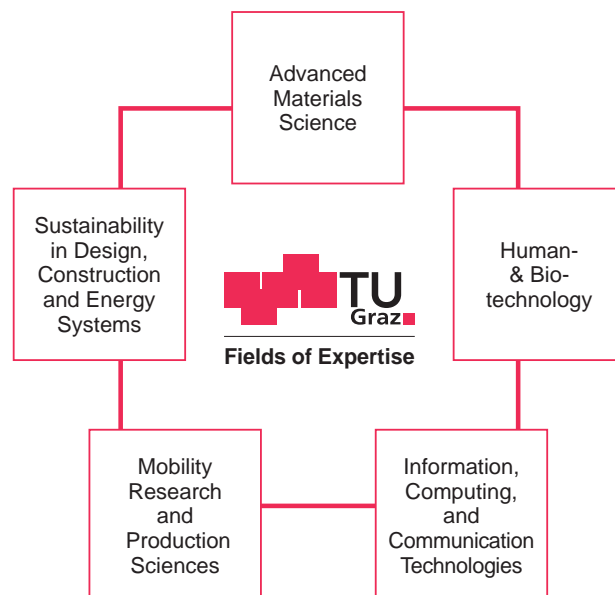 Advanced
Materials
Science
Sustainability
in Design,
Construction
and Energy
Systems
Human-
& Bio-
technology
TU
Graz
Fields of Expertise
Mobility
Research
and
Production
Sciences
Information,
Computing,
and
Communication
Technologies